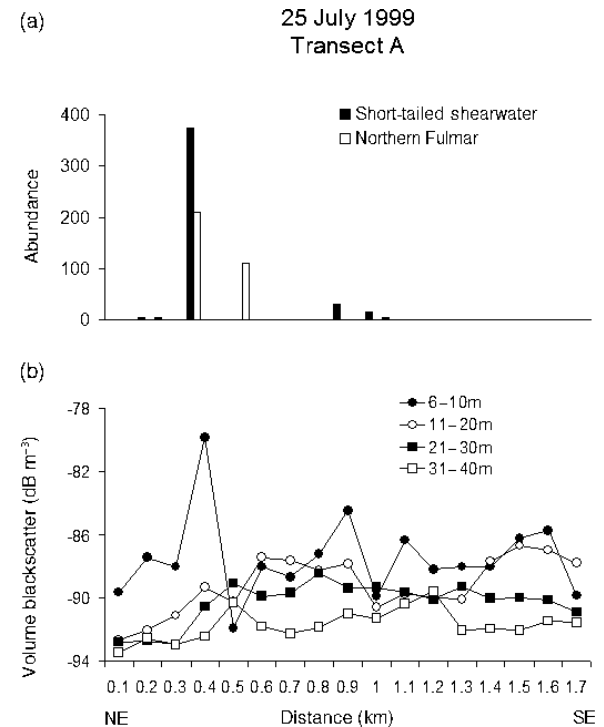 (a)
25 July 1999
Transect A
Short-tailed shearwater
Northern Fulmar
Abundance
400
300
200
100
0
(b)
6–10m
11–20m
21–30m
31–40m
Volume blackscatter (dB m⁻³)
-78
-82
-86
-90
-94
0.1 0.2 0.3 0.4 0.5 0.6 0.7 0.8 0.9 1 1.1 1.2 1.3 1.4 1.5 1.6 1.7
NE Distance (km) SE